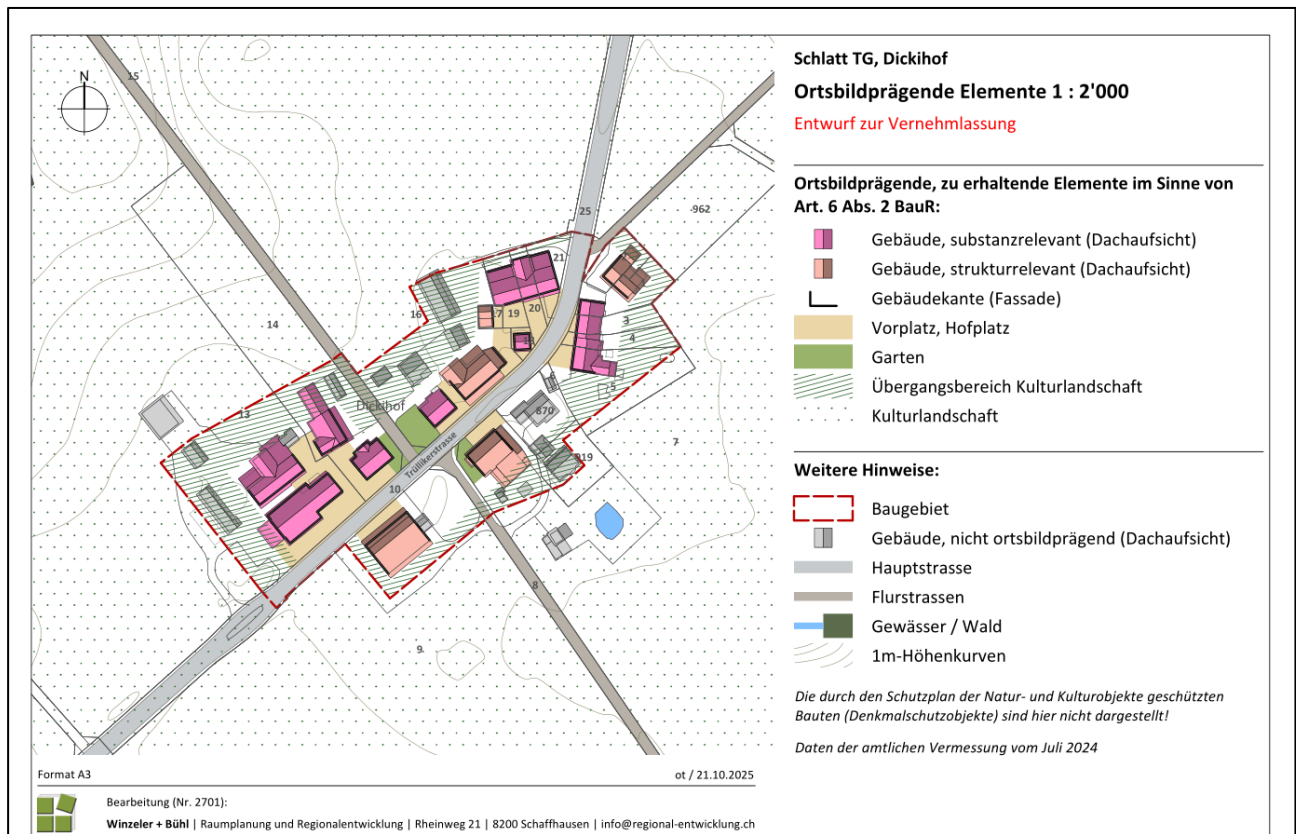 Schlatt TG, Dickihof
Ortsbildprägende Elemente 1 : 2'000
Entwurf zur Vernehmlassung
Ortsbildprägende, zu erhaltende Elemente im Sinne von
Art. 6 Abs. 2 BauR:
Gebäude, substanzrelevant (Dachaufsicht)
Gebäude, strukturrelevant (Dachaufsicht)
Gebäudekante (Fassade)
Vorplatz, Hofplatz
Garten
Übergangsbereich Kulturlandschaft
Kulturlandschaft
Weitere Hinweise:
Baugebiet
Gebäude, nicht ortsbildprägend (Dachaufsicht)
Hauptstrasse
Flurstrassen
Gewässer / Wald
1m-Höhenkurven
Die durch den Schutzplan der Natur- und Kulturobjekte geschützten
Bauten (Denkmalschutzobjekte) sind hier nicht dargestellt!
Daten der amtlichen Vermessung vom Juli 2024
N
15
962
25
21
16
17
19
20
14
3
4
6
5
Dickihof
13
870
7
919
Trüllikerstrasse
10
8
9
Format A3
ot / 21.10.2025
Bearbeitung (Nr. 2701):
Winzeler + Bühl | Raumplanung und Regionalentwicklung | Rheinweg 21 | 8200 Schaffhausen | info@regional-entwicklung.ch